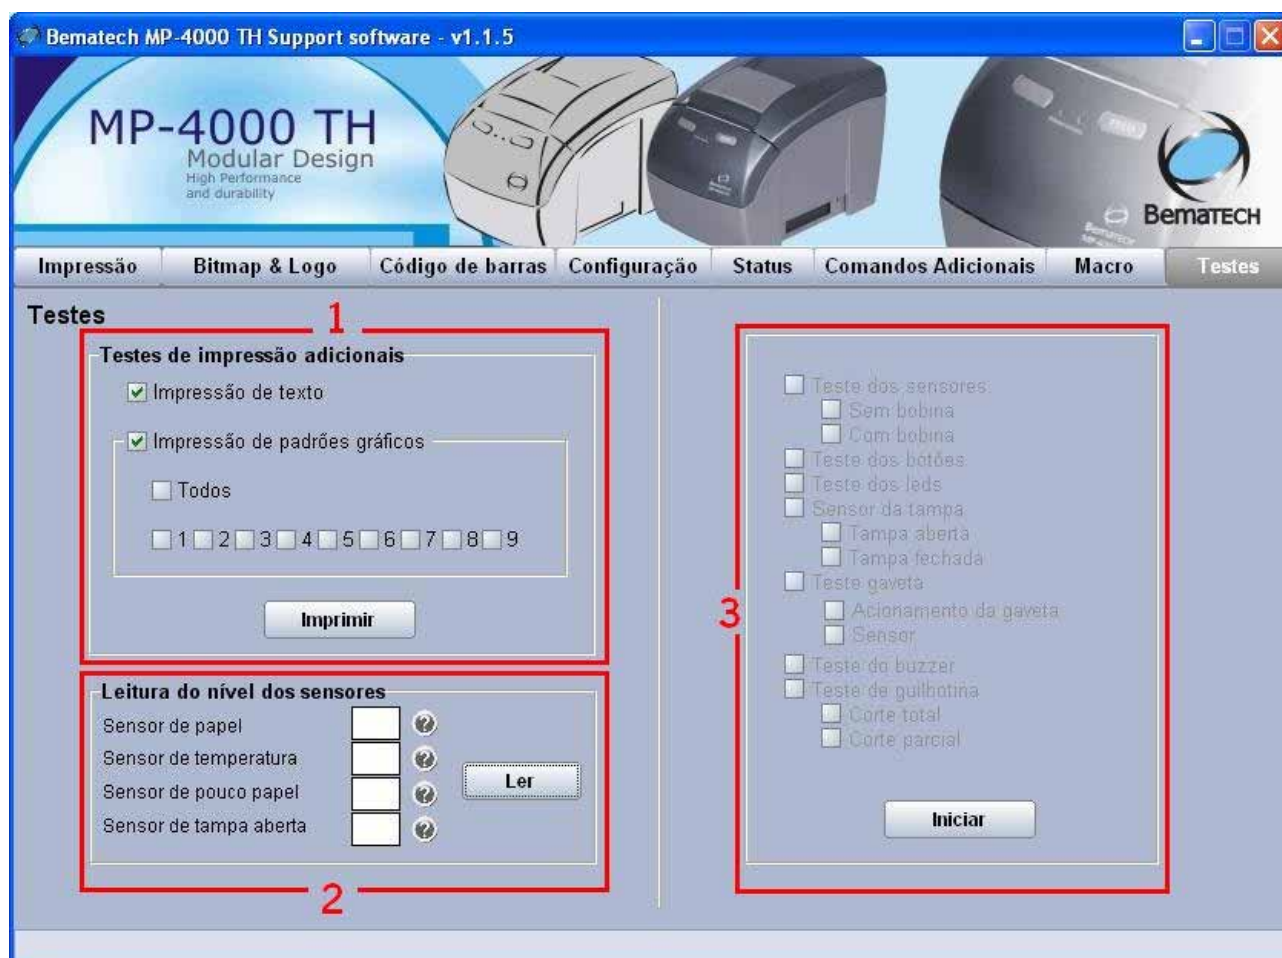 Bematech MP-4000 TH Support software - v1.1.5
MP-4000 TH
Modular Design
High Performance
and durability
BEMATECH
Impressão Bitmap & Logo Código de barras Configuração Status Comandos Adicionais Macro Testes
Testes
1
Testes de impressão adicionais
Impressão de texto
Impressão de padrões gráficos
Todos
1 2 3 4 5 6 7 8 9
Imprimir
Leitura do nível dos sensores
Sensor de papel ?
Sensor de temperatura ?
Sensor de pouco papel ?
Sensor de tampa aberta ?
Ler
2
3
Teste dos sensores
Sem bobina
Com bobina
Teste dos botões
Teste dos leds
Sensor da tampa
Tampa aberta
Tampa fechada
Teste gaveta
Acionamento da gaveta
Sensor
Teste do buzzer
Teste de guilhotina
Corte total
Corte parcial
Iniciar